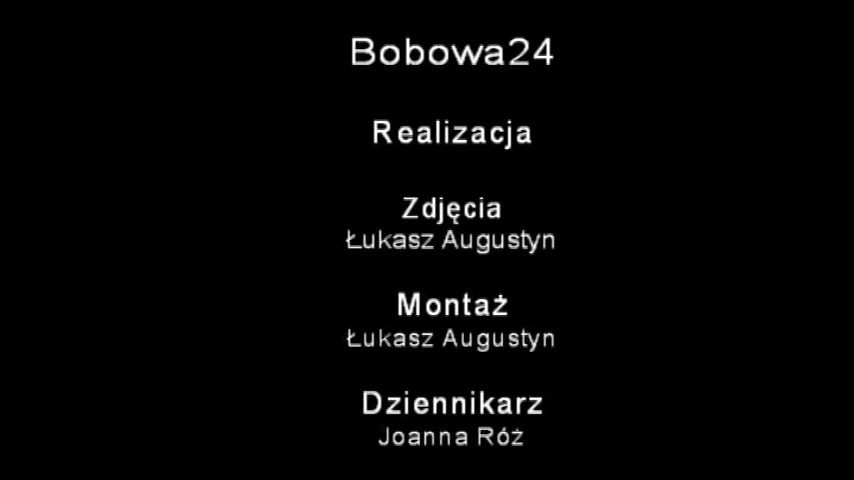 Bobowa24
Realizacja
Zdjęcia
Łukasz Augustyn
Montaż
Łukasz Augustyn
Dziennikarz
Joanna Róż